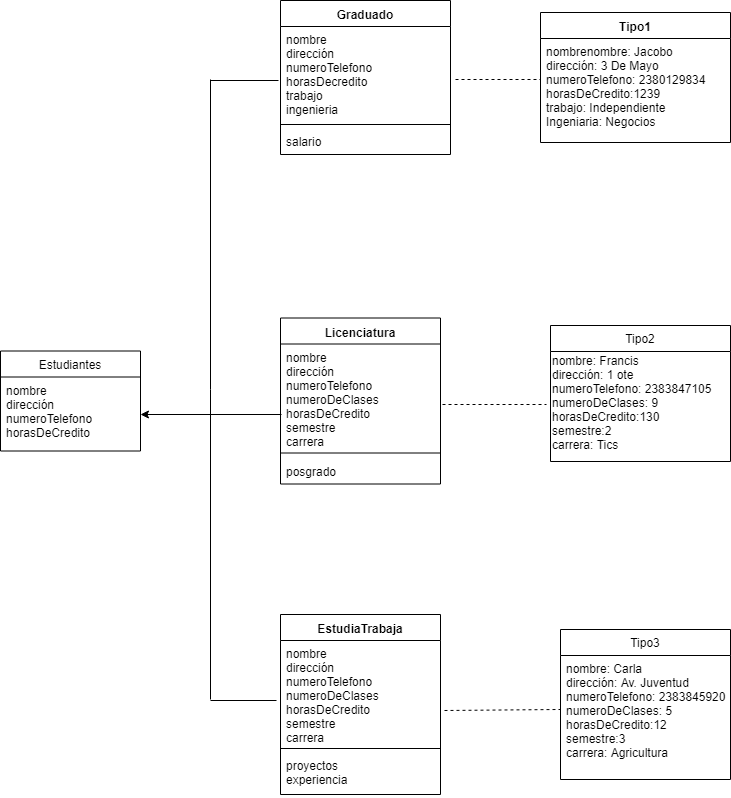 Graduado
nombre
dirección
numeroTelefono
horasDecredito
trabajo
ingenieria
salario
Tipo1
nombrenombre: Jacobo
dirección: 3 De Mayo
numeroTelefono: 2380129834
horasDeCredito:1239
trabajo: Independiente
Ingeniaria: Negocios
Estudiantes
nombre
dirección
numeroTelefono
horasDeCredito
Licenciatura
nombre
dirección
numeroTelefono
numeroDeClases
horasDeCredito
semestre
carrera
posgrado
Tipo2
nombre: Francis
dirección: 1 ote
numeroTelefono: 2383847105
numeroDeClases: 9
horasDeCredito:130
semestre:2
carrera: Tics
EstudiaTrabaja
nombre
dirección
numeroTelefono
numeroDeClases
horasDeCredito
semestre
carrera
proyectos
experiencia
Tipo3
nombre: Carla
dirección: Av. Juventud
numeroTelefono: 2383845920
numeroDeClases: 5
horasDeCredito:12
semestre:3
carrera: Agricultura